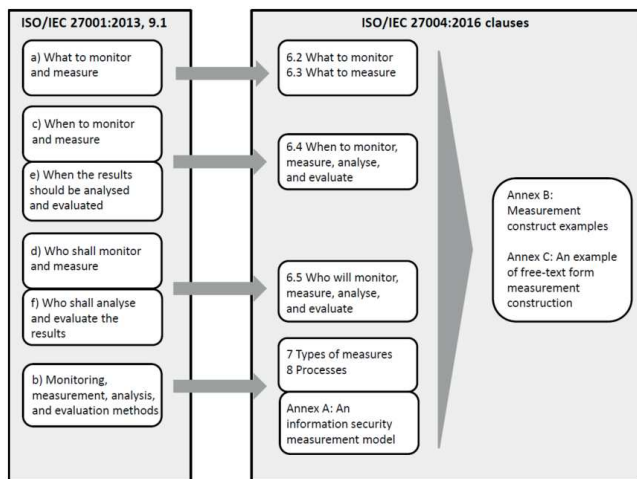 ISO/IEC 27001:2013, 9.1
a) What to monitor
and measure
c) When to monitor
and measure
e) When the results
should be analysed
and evaluated
d) Who shall monitor
and measure
f) Who shall analyse
and evaluate the
results
b) Monitoring,
measurement, analysis,
and evaluation methods
ISO/IEC 27004:2016 clauses
6.2 What to monitor
6.3 What to measure
6.4 When to monitor,
measure, analyse,
and evaluate
6.5 Who will monitor,
measure, analyse,
and evaluate
7 Types of measures
8 Processes
Annex A: An
information security
measurement model
Annex B:
Measurement
construct examples
Annex C: An example
of free-text form
measurement
construction